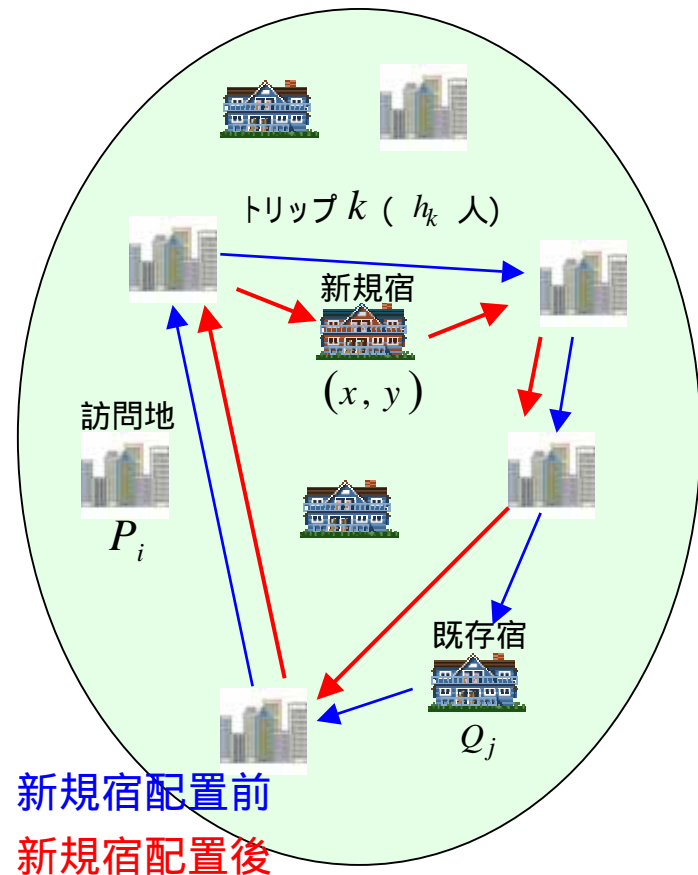 トリップ k ( h_k 人)
新規宿
(x, y)
訪問地
P_i
既存宿
Q_j
新規宿配置前
新規宿配置後